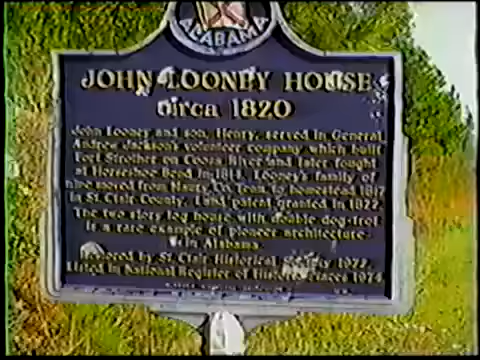 ALABAMA
JOHN LOONEY HOUSE
circa 1820
John Looney and son, Henry, served in General
Andrew Jackson's volunteer company which built
Fort Strother on Coosa River and later fought
at Horseshoe Bend in 1814. Looney's family of
nine moved from Maury Co. Tenn. to homestead 1817
in St. Clair County. Land patent granted in 1822.
The two story log house with double dog-trot
is a rare example of pioneer architecture
in Alabama.
Restored by St. Clair Historical Society 1972
Listed in National Register of Historic Places 1974